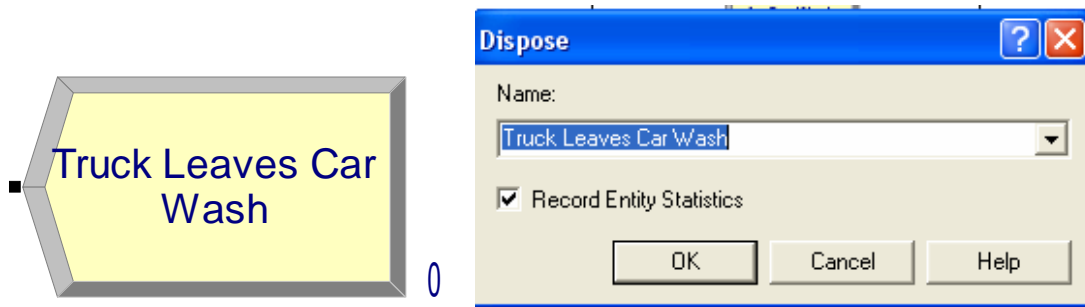 Truck Leaves Car
Wash
0
Dispose
?
Name:
Truck Leaves Car Wash
Record Entity Statistics
OK Cancel Help